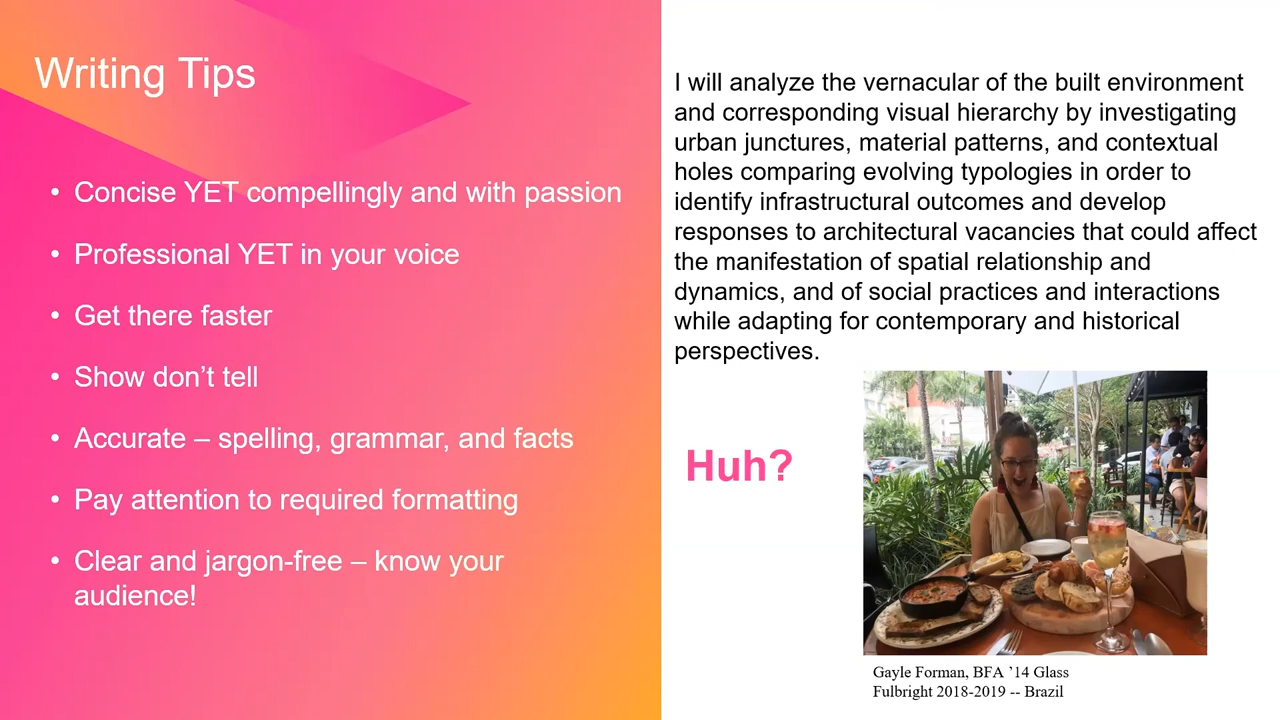 Writing Tips
• Concise YET compellingly and with passion
• Professional YET in your voice
• Get there faster
• Show don’t tell
• Accurate – spelling, grammar, and facts
• Pay attention to required formatting
• Clear and jargon-free – know your
audience!
I will analyze the vernacular of the built environment
and corresponding visual hierarchy by investigating
urban junctures, material patterns, and contextual
holes comparing evolving typologies in order to
identify infrastructural outcomes and develop
responses to architectural vacancies that could affect
the manifestation of spatial relationship and
dynamics, and of social practices and interactions
while adapting for contemporary and historical
perspectives.
Huh?
Gayle Forman, BFA ’14 Glass
Fulbright 2018-2019 -- Brazil